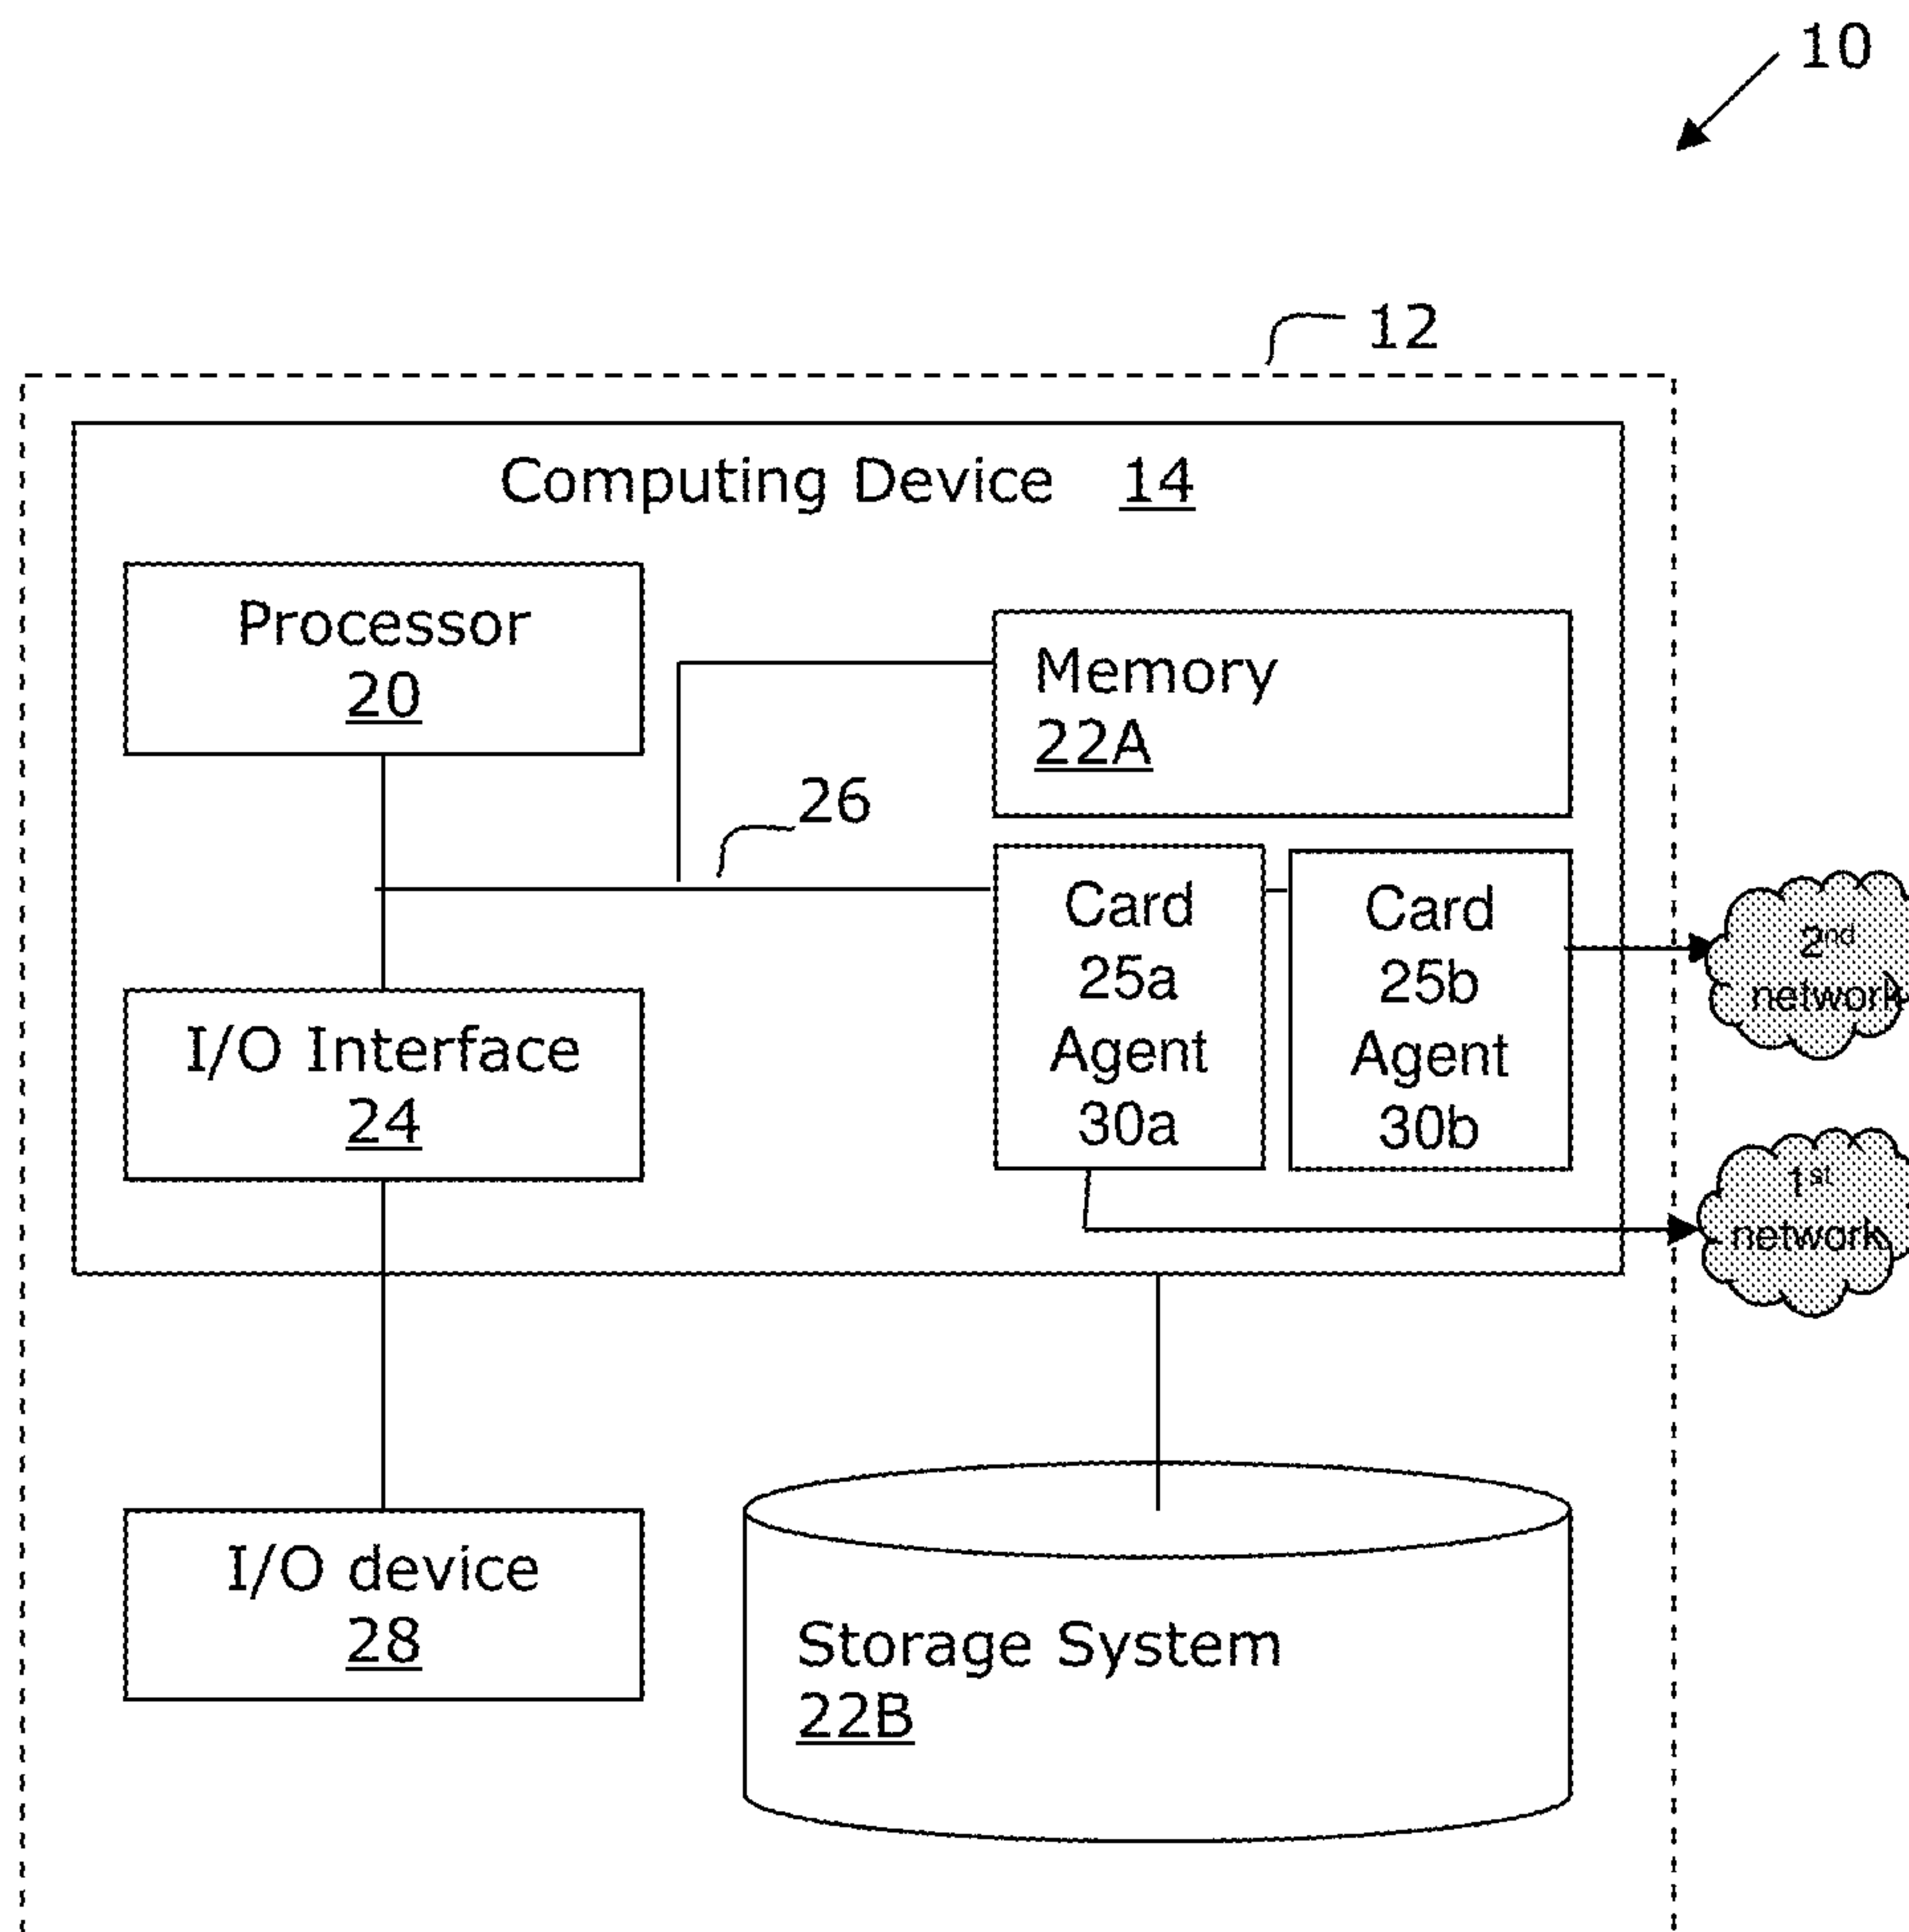 10
12
Computing Device 14
Processor
20
Memory
22A
26
Card
25a
Agent
30a
Card
25b
Agent
30b
2nd
network
I/O Interface
24
1st
network
I/O device
28
Storage System
22B